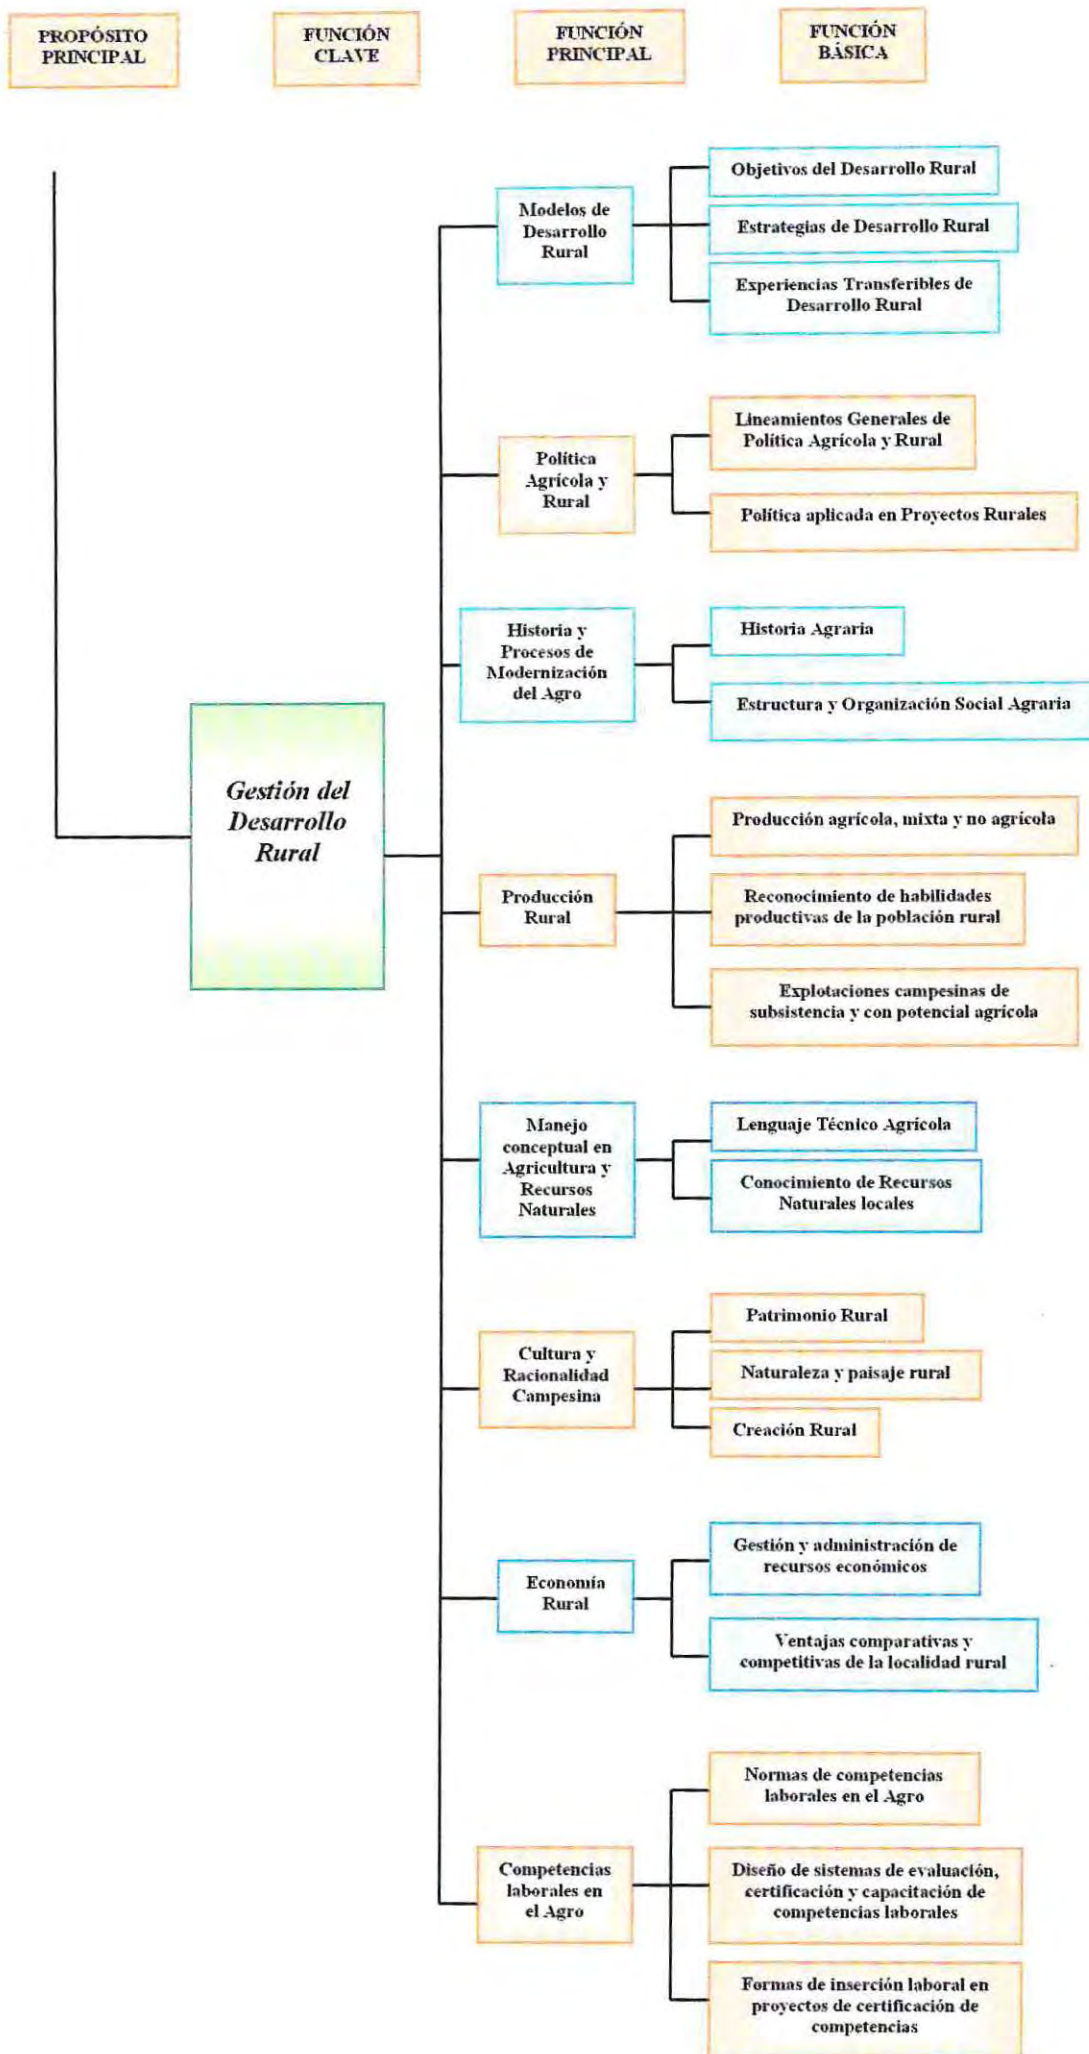 PROPÓSITO
PRINCIPAL
FUNCIÓN
CLAVE
FUNCIÓN
PRINCIPAL
FUNCIÓN
BÁSICA
Modelos de
Desarrollo
Rural
Objetivos del Desarrollo Rural
Estrategias de Desarrollo Rural
Experiencias Transferibles de
Desarrollo Rural
Política
Agrícola y
Rural
Lineamientos Generales de
Política Agrícola y Rural
Política aplicada en Proyectos Rurales
Historia y
Procesos de
Modernización
del Agro
Historia Agraria
Estructura y Organización Social Agraria
Gestión del
Desarrollo
Rural
Producción
Rural
Producción agrícola, mixta y no agrícola
Reconocimiento de habilidades
productivas de la población rural
Explotaciones campesinas de
subsistencia y con potencial agrícola
Manejo
conceptual en
Agricultura y
Recursos
Naturales
Lenguaje Técnico Agrícola
Conocimiento de Recursos
Naturales locales
Cultura y
Racionalidad
Campesina
Patrimonio Rural
Naturaleza y paisaje rural
Creación Rural
Economía
Rural
Gestión y administración de
recursos económicos
Ventajas comparativas y
competitivas de la localidad rural
Competencias
laborales en
el Agro
Normas de competencias
laborales en el Agro
Diseño de sistemas de evaluación,
certificación y capacitación de
competencias laborales
Formas de inserción laboral en
proyectos de certificación de
competencias